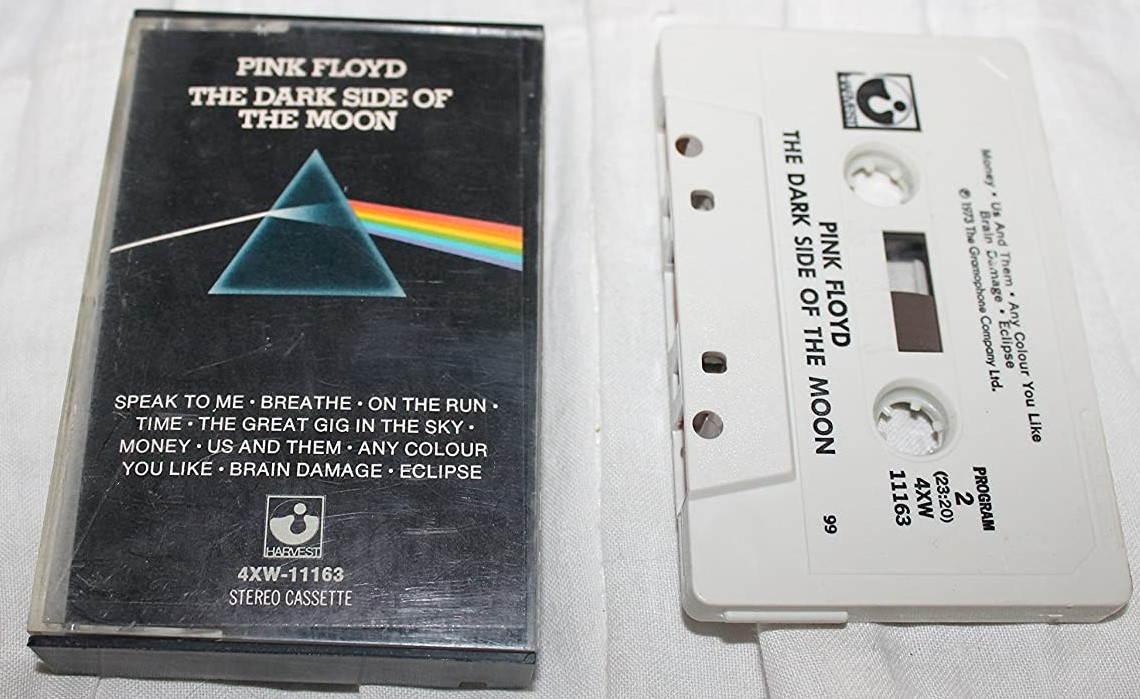 PINK FLOYD
THE DARK SIDE OF
THE MOON
SPEAK TO ME • BREATHE • ON THE RUN •
TIME • THE GREAT GIG IN THE SKY •
MONEY • US AND THEM • ANY COLOUR
YOU LIKE • BRAIN DAMAGE • ECLIPSE
HARVEST
4XW-11163
STEREO CASSETTE
Money • Us And Them • Any Colour You Like
Brain Damage • Eclipse
℗ 1973 The Gramophone Company Ltd.
HARVEST
PROGRAM
2
(23:20)
4XW
11163
PINK FLOYD
THE DARK SIDE OF THE MOON
99